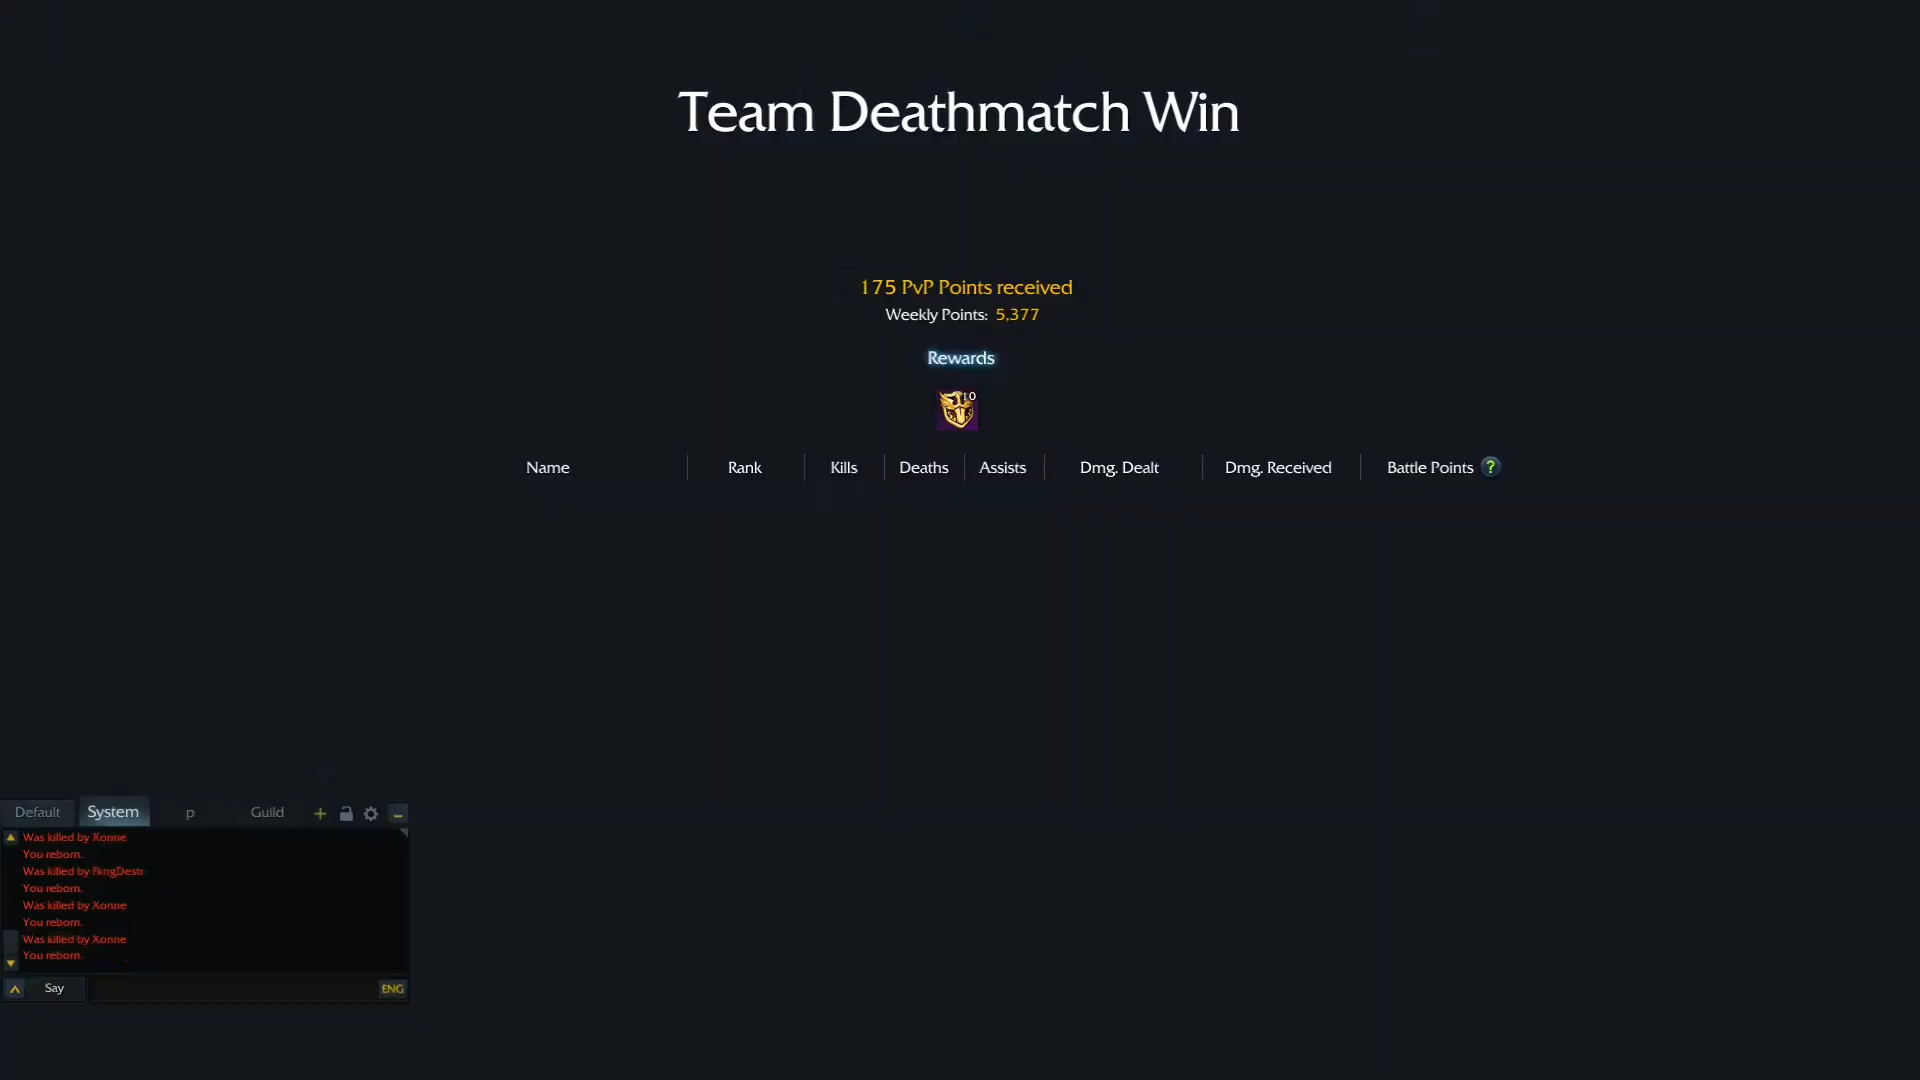 Team Deathmatch Win
175 PvP Points received
Weekly Points: 5,377
Rewards
10
Name Rank Kills Deaths Assists Dmg. Dealt Dmg. Received Battle Points ?
Default System p Guild
Was killed by Xonne
You reborn.
Was killed by FkngDestr
You reborn.
Was killed by Xonne
You reborn.
Was killed by Xonne
You reborn.
Say ENG